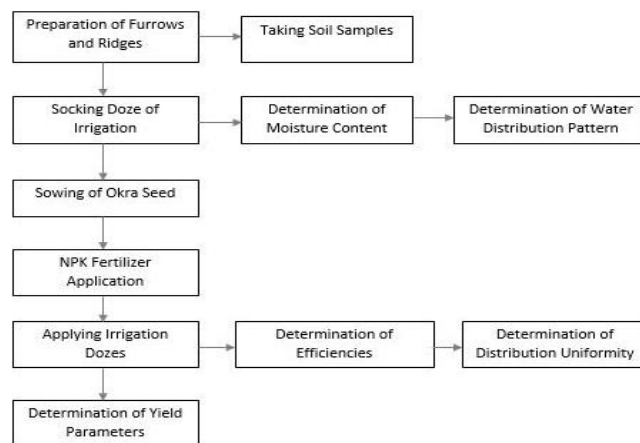 Preparation of Furrows
and Ridges
Taking Soil Samples
Socking Doze of
Irrigation
Determination of
Moisture Content
Determination of Water
Distribution Pattern
Sowing of Okra Seed
NPK Fertilizer
Application
Applying Irrigation
Dozes
Determination of
Efficiencies
Determination of
Distribution Uniformity
Determination of Yield
Parameters